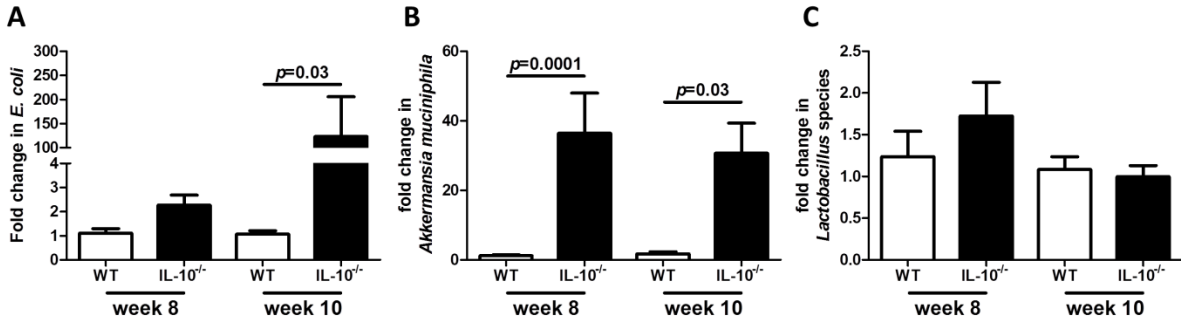 A
Fold change in E. coli
300
250
200
150
100
4
3
2
1
0
p=0.03
WT
IL-10-/-
WT
IL-10-/-
week 8
week 10
B
fold change in
Akkermansia muciniphila
60
40
20
0
p=0.0001
p=0.03
WT
IL-10-/-
WT
IL-10-/-
week 8
week 10
C
fold change in
Lactobacillus species
2.5
2.0
1.5
1.0
0.5
0.0
WT
IL-10-/-
WT
IL-10-/-
week 8
week 10